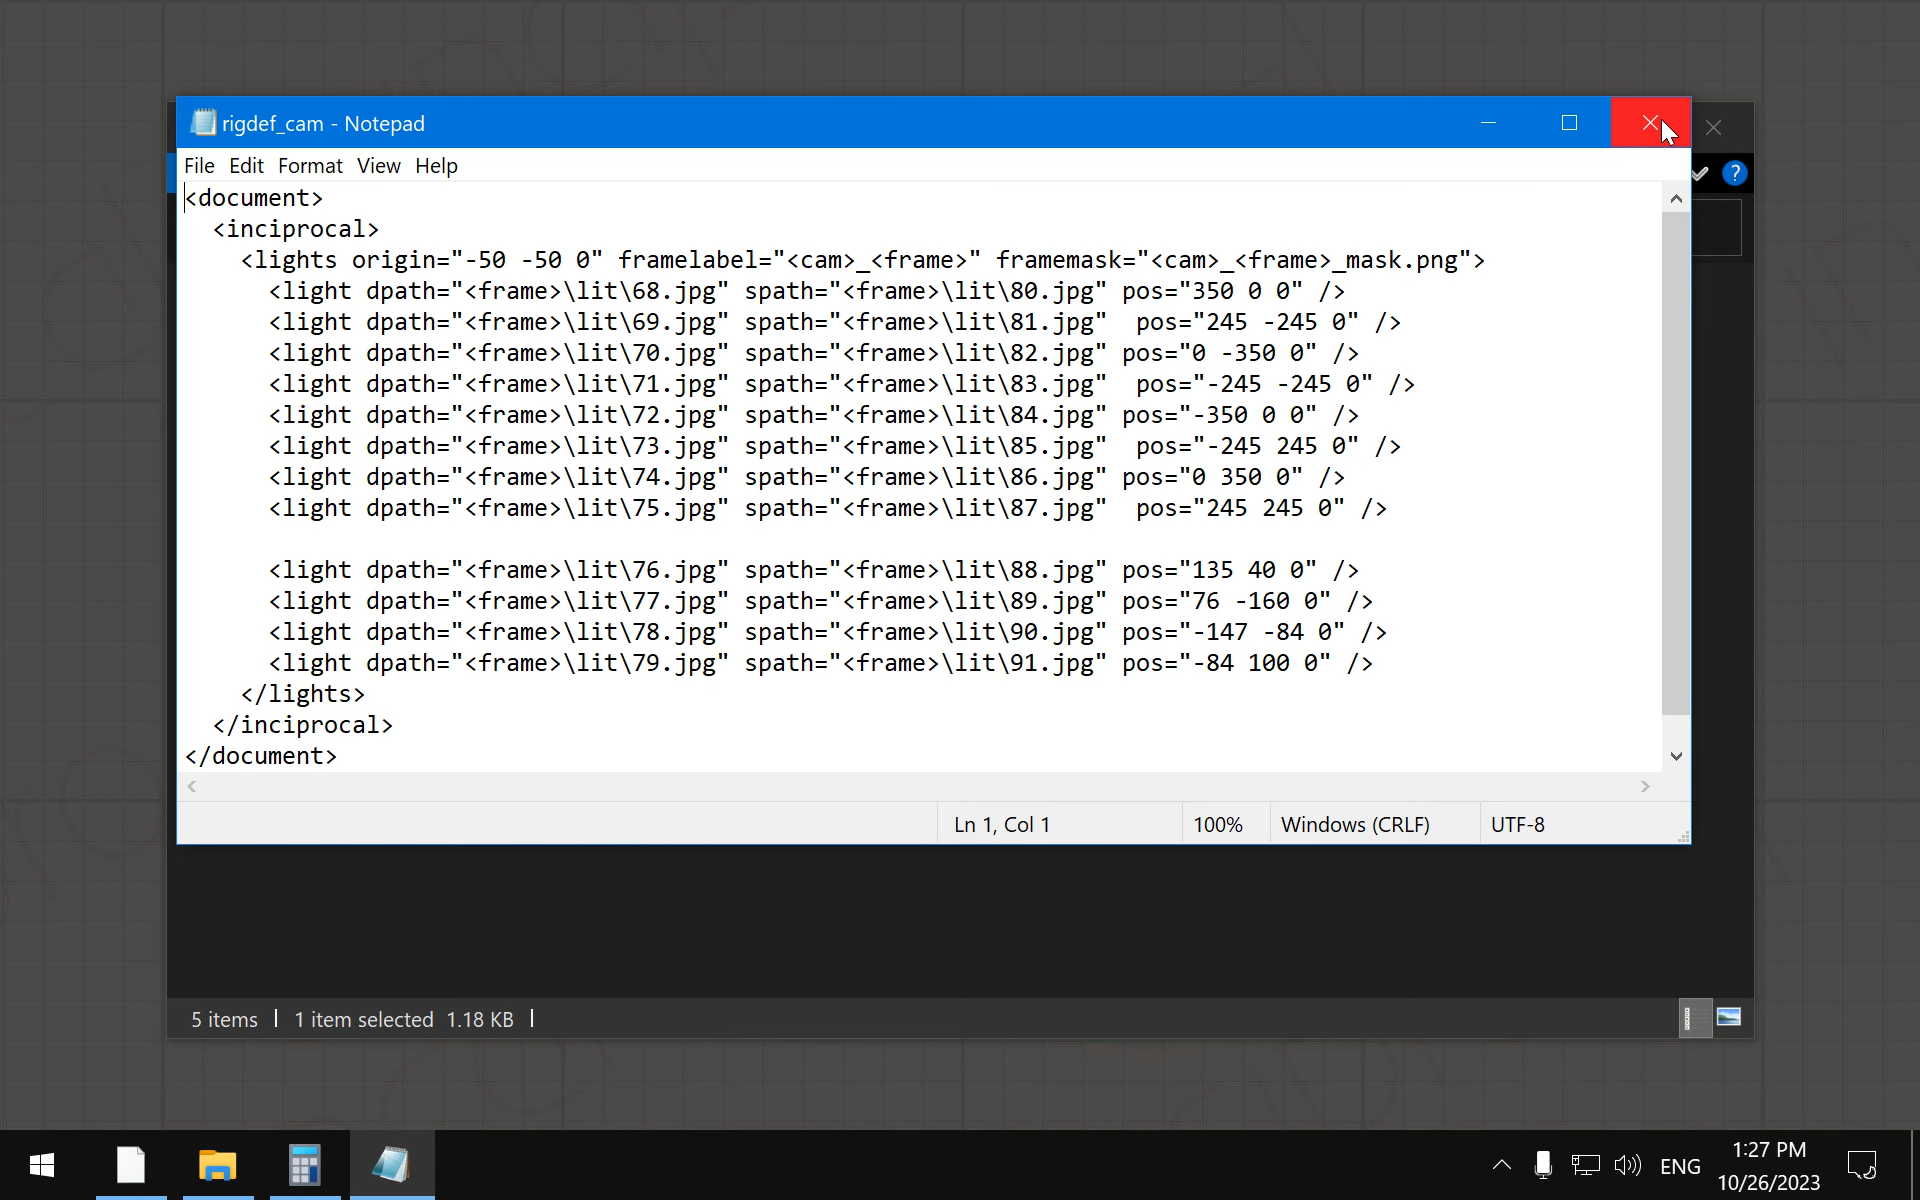 rigdef_cam - Notepad
File Edit Format View Help
<document>
  <inciprocal>
    <lights origin="-50 -50 0" framelabel="<cam>_<frame>" framemask="<cam>_<frame>_mask.png">
      <light dpath="<frame>\lit\68.jpg" spath="<frame>\lit\80.jpg" pos="350 0 0" />
      <light dpath="<frame>\lit\69.jpg" spath="<frame>\lit\81.jpg"  pos="245 -245 0" />
      <light dpath="<frame>\lit\70.jpg" spath="<frame>\lit\82.jpg" pos="0 -350 0" />
      <light dpath="<frame>\lit\71.jpg" spath="<frame>\lit\83.jpg"  pos="-245 -245 0" />
      <light dpath="<frame>\lit\72.jpg" spath="<frame>\lit\84.jpg" pos="-350 0 0" />
      <light dpath="<frame>\lit\73.jpg" spath="<frame>\lit\85.jpg"  pos="-245 245 0" />
      <light dpath="<frame>\lit\74.jpg" spath="<frame>\lit\86.jpg" pos="0 350 0" />
      <light dpath="<frame>\lit\75.jpg" spath="<frame>\lit\87.jpg"  pos="245 245 0" />

      <light dpath="<frame>\lit\76.jpg" spath="<frame>\lit\88.jpg" pos="135 40 0" />
      <light dpath="<frame>\lit\77.jpg" spath="<frame>\lit\89.jpg" pos="76 -160 0" />
      <light dpath="<frame>\lit\78.jpg" spath="<frame>\lit\90.jpg" pos="-147 -84 0" />
      <light dpath="<frame>\lit\79.jpg" spath="<frame>\lit\91.jpg" pos="-84 100 0" />
    </lights>
  </inciprocal>
</document>
Ln 1, Col 1 100% Windows (CRLF) UTF-8
5 items 1 item selected 1.18 KB
ENG
1:27 PM
10/26/2023